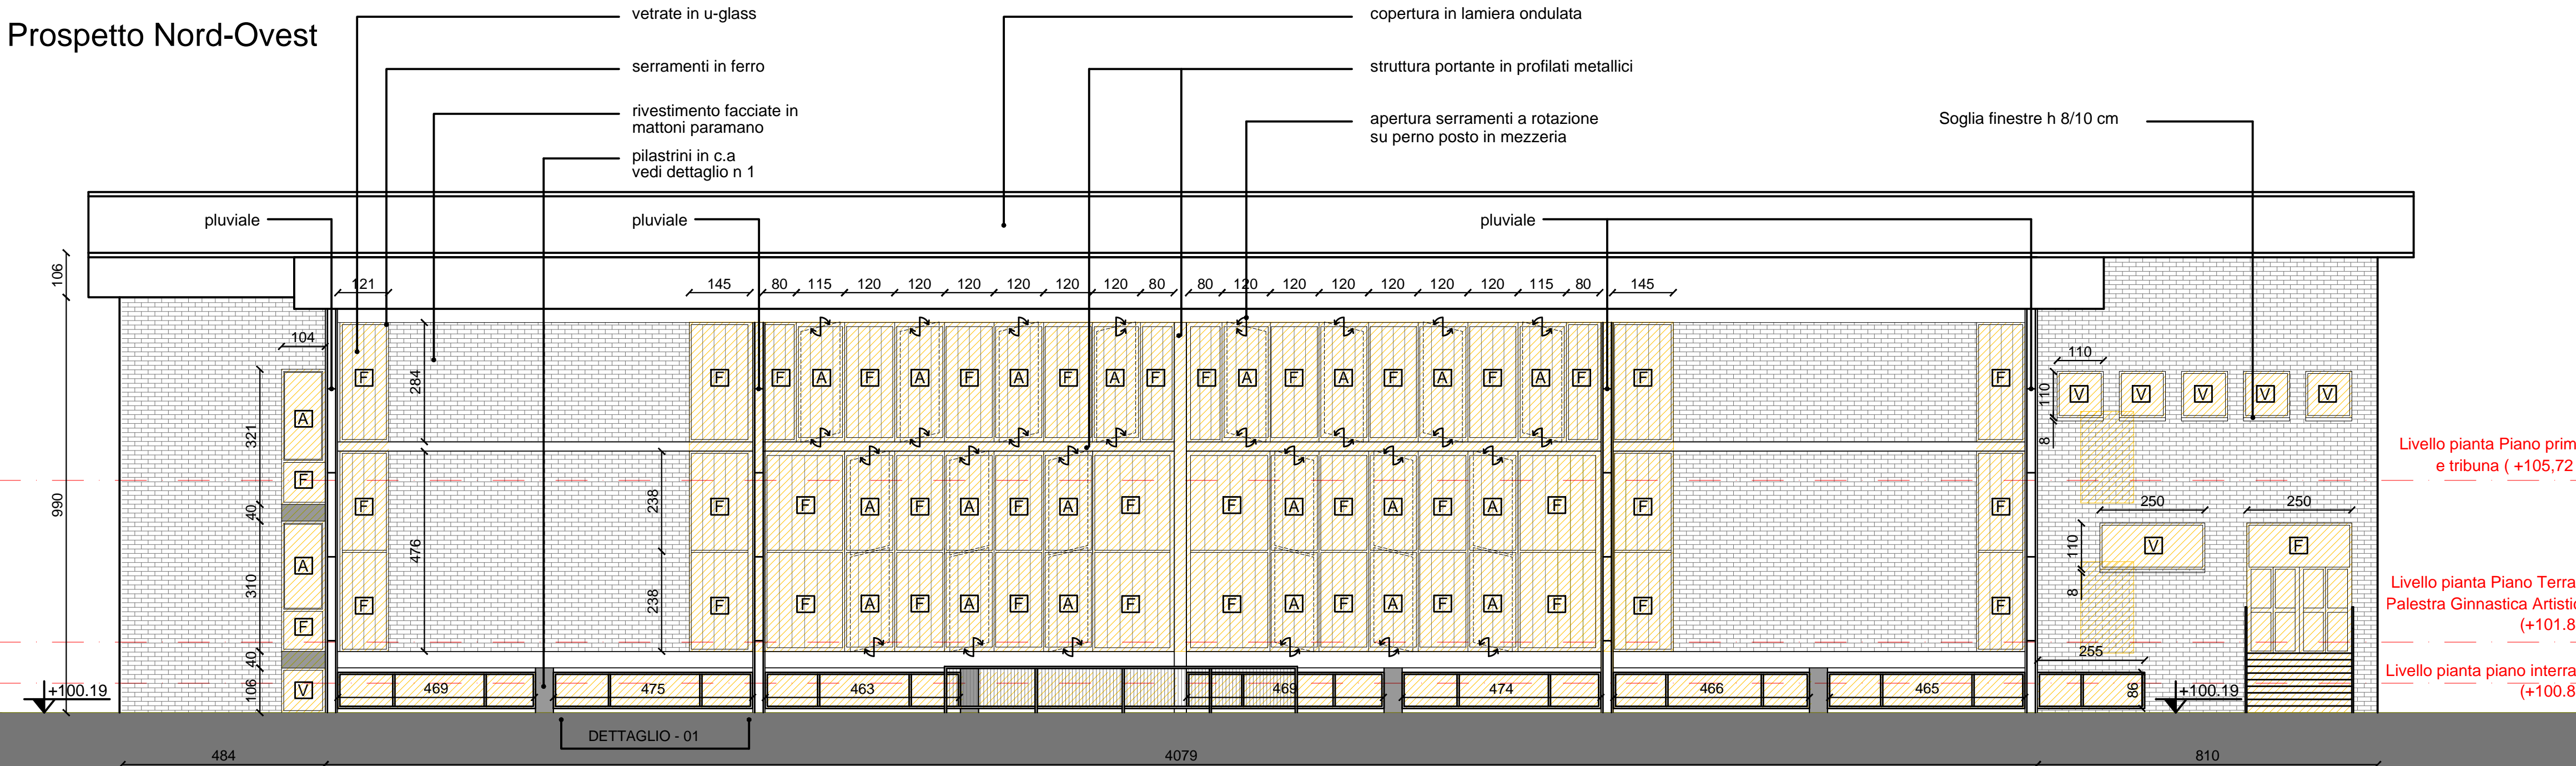 Prospetto Nord-Ovest
vetrate in u-glass
serramenti in ferro
rivestimento facciate in
mattoni paramano
pilastrini in c.a
vedi dettaglio n 1
copertura in lamiera ondulata
struttura portante in profilati metallici
apertura serramenti a rotazione
su perno posto in mezzeria
Soglia finestre h 8/10 cm
pluviale
pluviale
pluviale
106
121 145 80 115 120 120 120 120 120 120 80 80 120 120 120 120 120 120 115 80 145
104
110
F F F A F A F A F A F F A F A F A F A F F F
284
110
V V V V V
8
A
321
F
40
990
Livello pianta Piano prim
e tribuna ( +105,72
F F F A F A F A F F A F A F A F F F
238
476
250 250
110
V F
8
A
310
F
40
F F F A F A F A F F A F A F A F F F
238
Livello pianta Piano Terra
Palestra Ginnastica Artistic
(+101.8
255
Livello pianta piano interra
(+100.8
+100.19
106
V
469 475 463 469 474 466 465
86
+100.19
DETTAGLIO - 01
484 4079 810